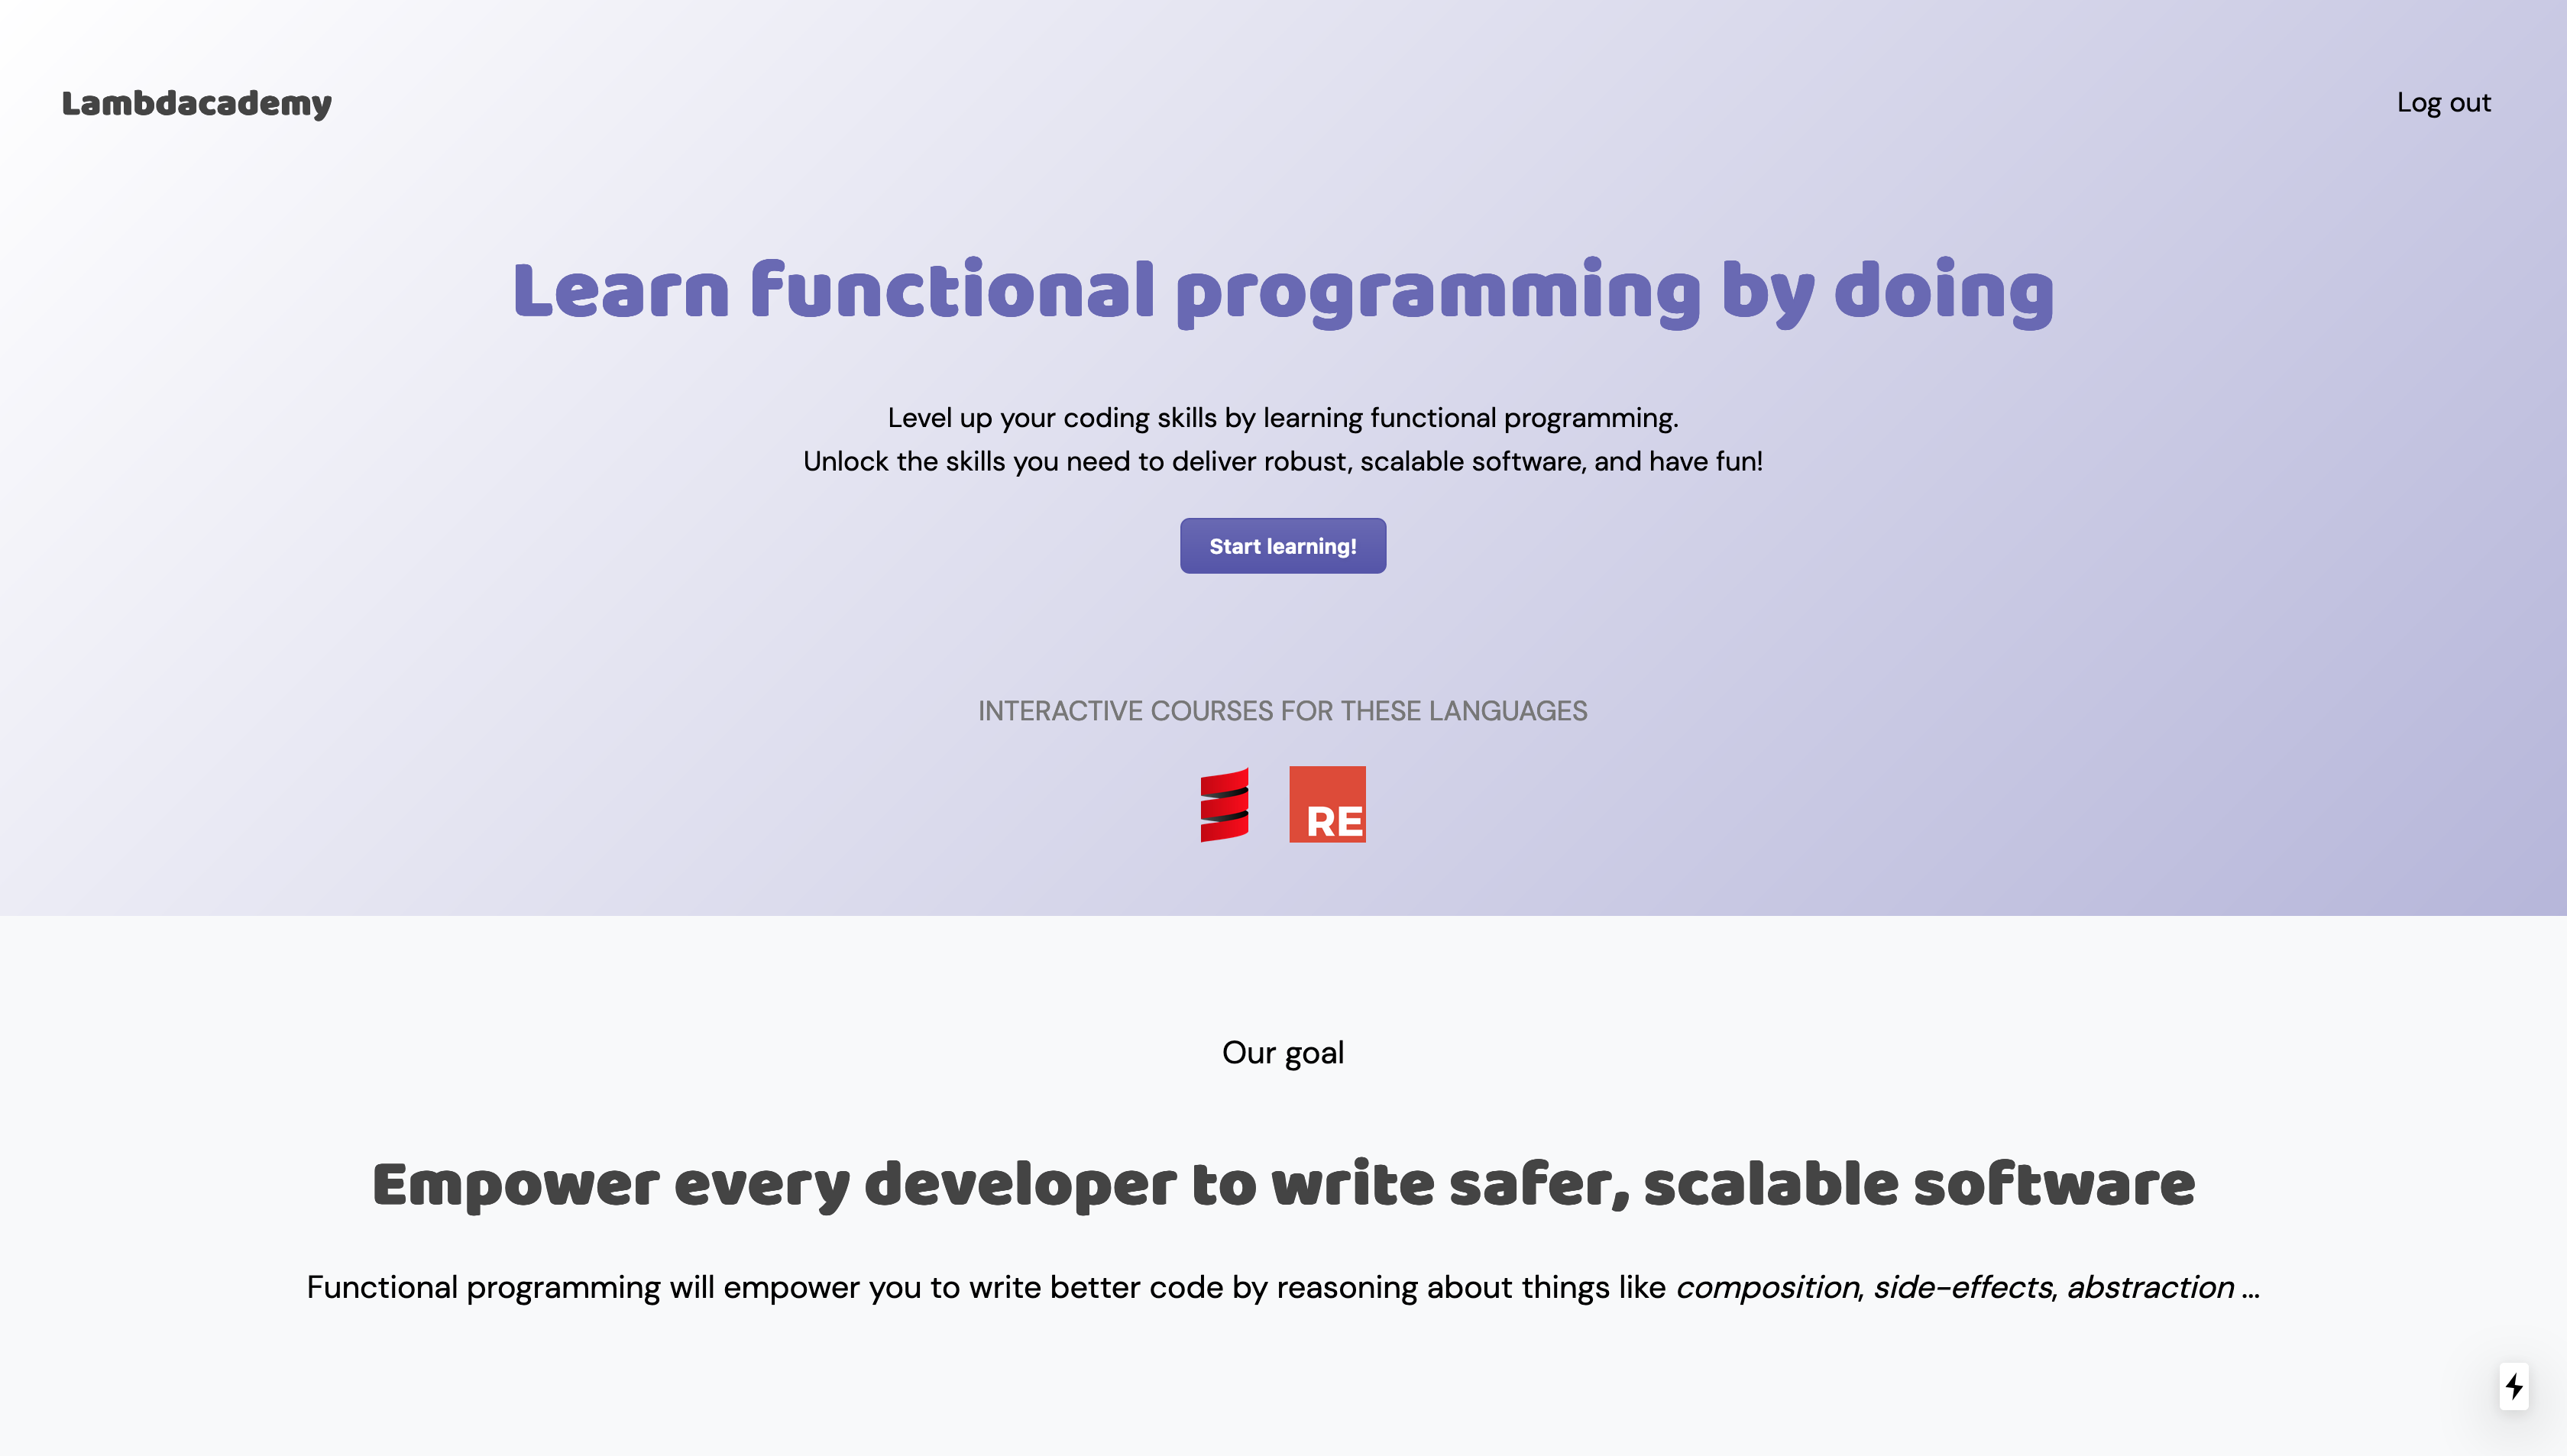 Lambdacademy
Log out
Learn functional programming by doing
Level up your coding skills by learning functional programming.
Unlock the skills you need to deliver robust, scalable software, and have fun!
Start learning!
INTERACTIVE COURSES FOR THESE LANGUAGES
RE
Our goal
Empower every developer to write safer, scalable software
Functional programming will empower you to write better code by reasoning about things like composition, side-effects, abstraction ...